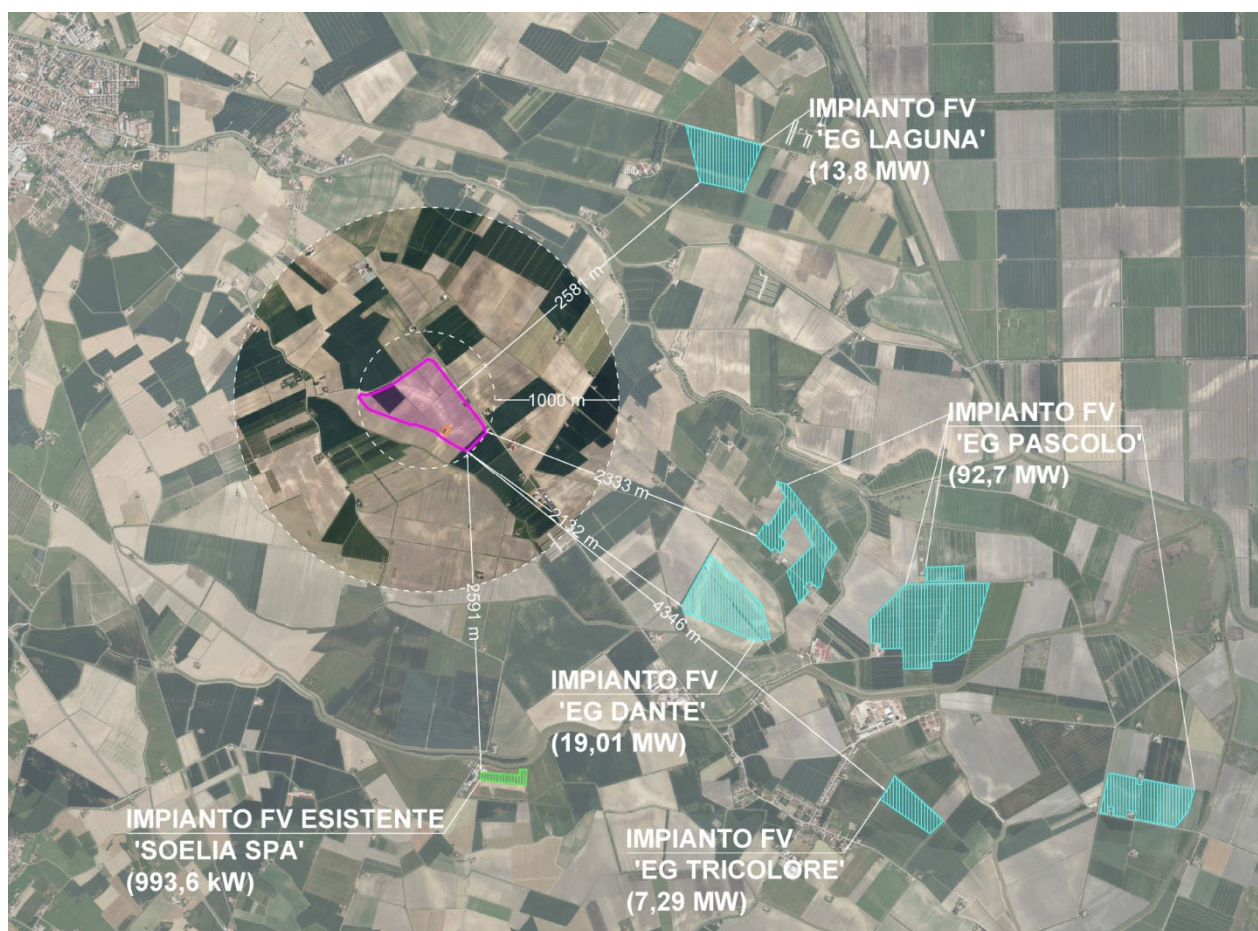 IMPIANTO FV
'EG LAGUNA'
(13,8 MW)
2581 m
1000 m
IMPIANTO FV
'EG PASCOLO'
(92,7 MW)
2333 m
2132 m
4346 m
2591 m
IMPIANTO FV
'EG DANTE'
(19,01 MW)
IMPIANTO FV ESISTENTE
'SOELIA SPA'
(993,6 kW)
IMPIANTO FV
'EG TRICOLORE'
(7,29 MW)